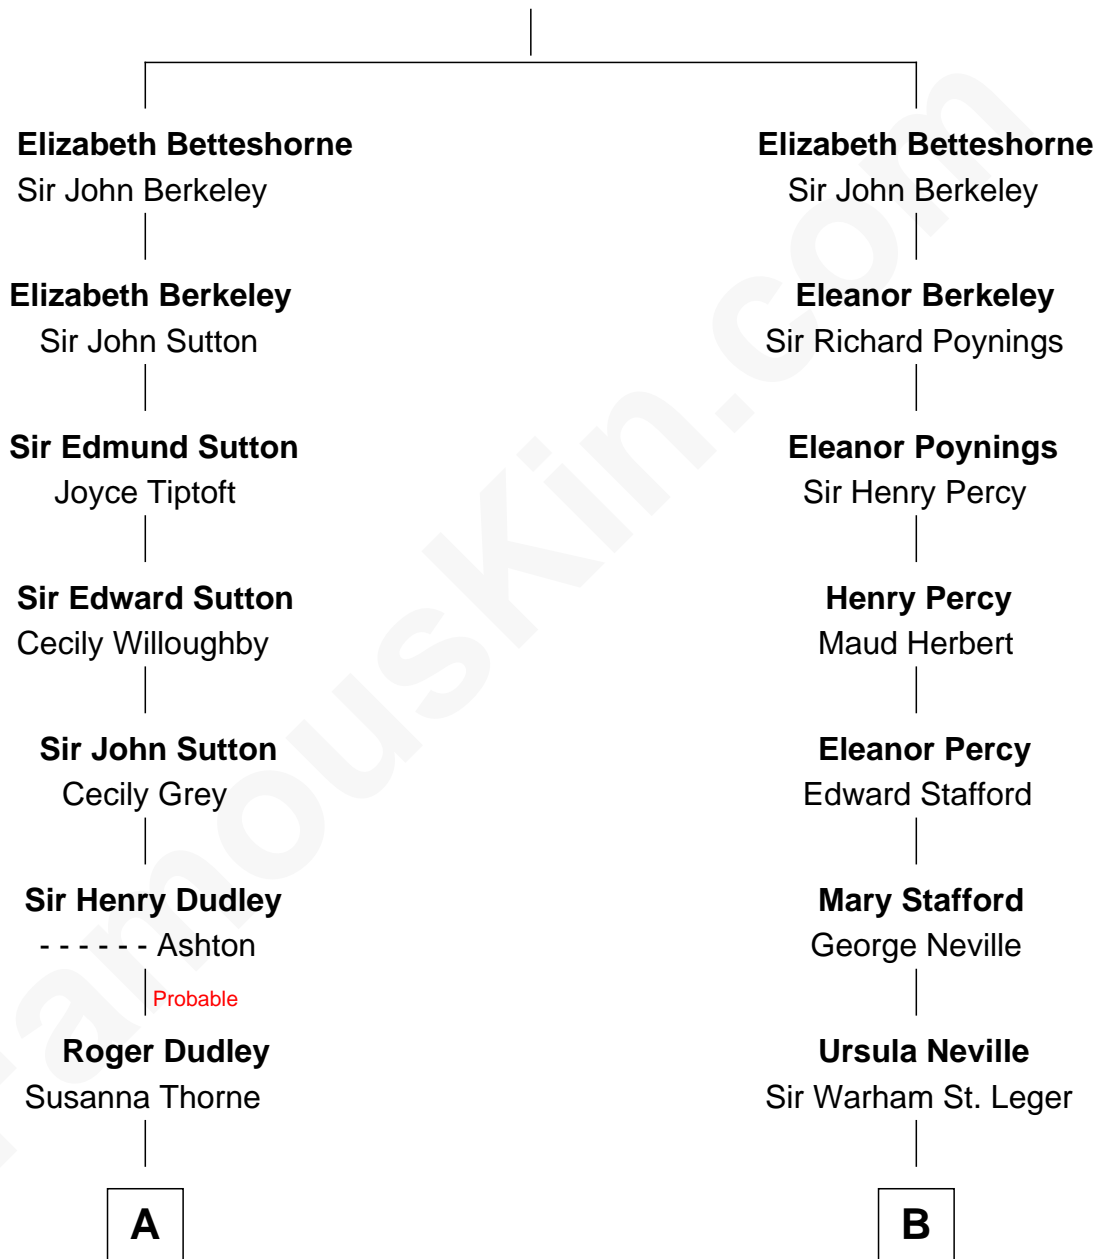 Elizabeth Betteshorne
Sir John Berkeley
Elizabeth Berkeley
Sir John Sutton
Sir Edmund Sutton
Joyce Tiptoft
Sir Edward Sutton
Cecily Willoughby
Sir John Sutton
Cecily Grey
Sir Henry Dudley
- - - - - - Ashton
Probable
Roger Dudley
Susanna Thorne
A
Elizabeth Betteshorne
Sir John Berkeley
Eleanor Berkeley
Sir Richard Poynings
Eleanor Poynings
Sir Henry Percy
Henry Percy
Maud Herbert
Eleanor Percy
Edward Stafford
Mary Stafford
George Neville
Ursula Neville
Sir Warham St. Leger
B
FamousKin.com